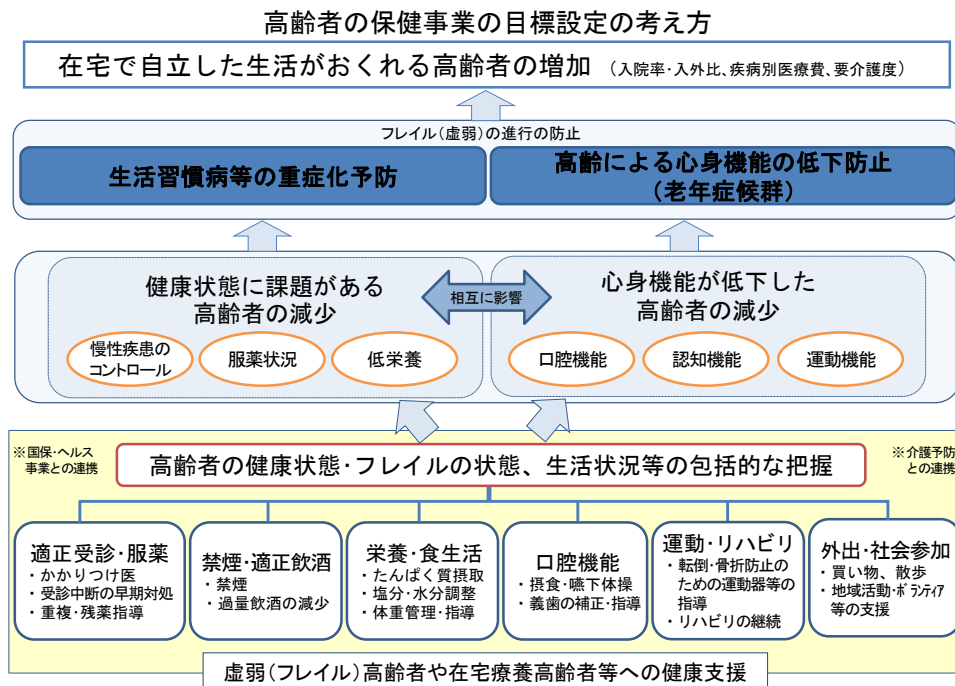 高齢者の保健事業の目標設定の考え方
在宅で自立した生活がおくれる高齢者の増加 (入院率・入外比、疾病別医療費、要介護度)
フレイル(虚弱)の進行の防止
生活習慣病等の重症化予防
高齢による心身機能の低下防止
(老年症候群)
健康状態に課題がある
高齢者の減少
相互に影響
心身機能が低下した
高齢者の減少
慢性疾患の
コントロール
服薬状況
低栄養
口腔機能
認知機能
運動機能
※国保・ヘルス
事業との連携
高齢者の健康状態・フレイルの状態、生活状況等の包括的な把握
※介護予防
との連携
適正受診・服薬
・かかりつけ医
・受診中断の早期対処
・重複・残薬指導
禁煙・適正飲酒
・禁煙
・過量飲酒の減少
栄養・食生活
・たんぱく質摂取
・塩分・水分調整
・体重管理・指導
口腔機能
・摂食・嚥下体操
・義歯の補正・指導
運動・リハビリ
・転倒・骨折防止の
ための運動器等の
指導
・リハビリの継続
外出・社会参加
・買い物、散歩
・地域活動・ボランティア
等の支援
虚弱(フレイル)高齢者や在宅療養高齢者等への健康支援